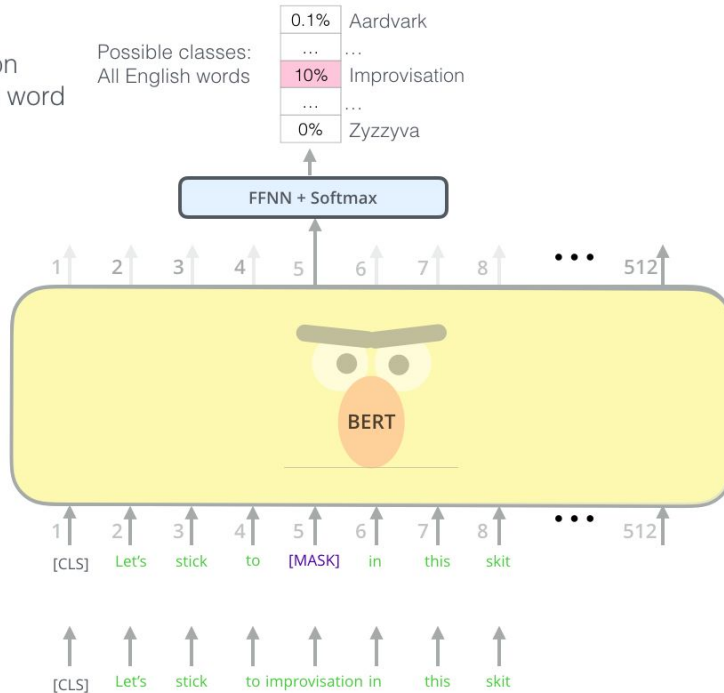 0.1% Aardvark
on
Possible classes:
... ...
word
All English words
10% Improvisation
... ...
0% Zyzzyva
FFNN + Softmax
1 2 3 4 5 6 7 8 ... 512
BERT
1 2 3 4 5 6 7 8 ... 512
[CLS] Let's stick to [MASK] in this skit
[CLS] Let's stick to improvisation in this skit